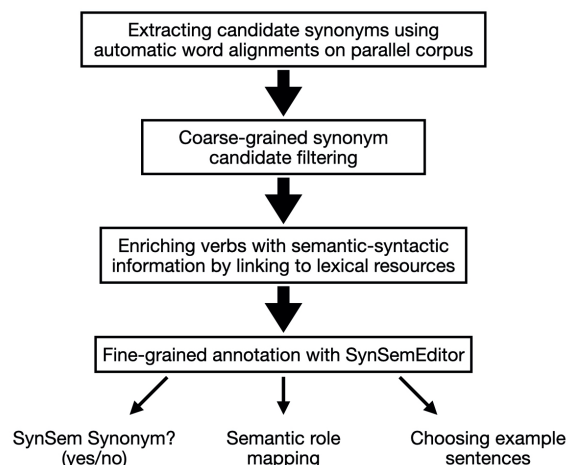 Extracting candidate synonyms using
automatic word alignments on parallel corpus
Coarse-grained synonym
candidate filtering
Enriching verbs with semantic-syntactic
information by linking to lexical resources
Fine-grained annotation with SynSemEditor
SynSem Synonym?
(yes/no)
Semantic role
mapping
Choosing example
sentences